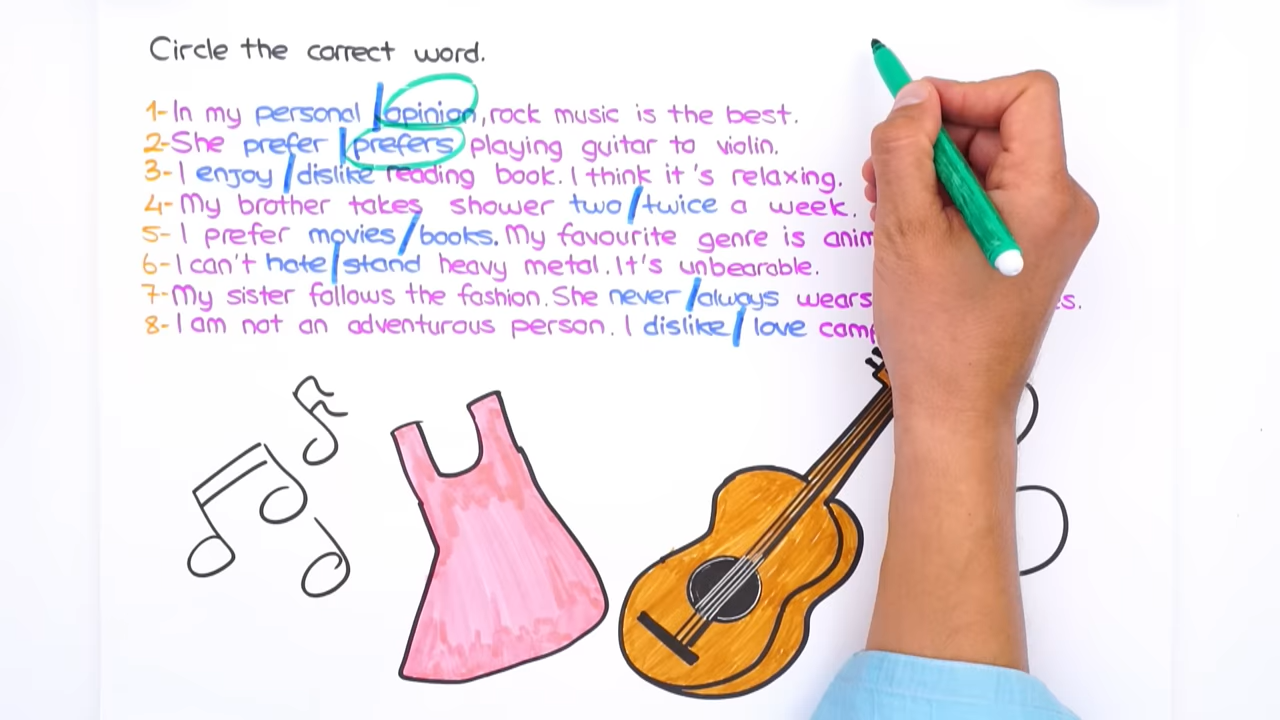 Circle the correct word.
1-In my personal / opinion, rock music is the best.
2-She prefer / prefers playing guitar to violin.
3-I enjoy / dislike reading book. I think it's relaxing.
4-My brother takes shower two / twice a week.
5-I prefer movies / books. My favourite genre is
6-I can't hate / stand heavy metal. It's unbearable.
7-My sister follows the fashion. She never / always wears
8-I am not an adventurous person. I dislike / love